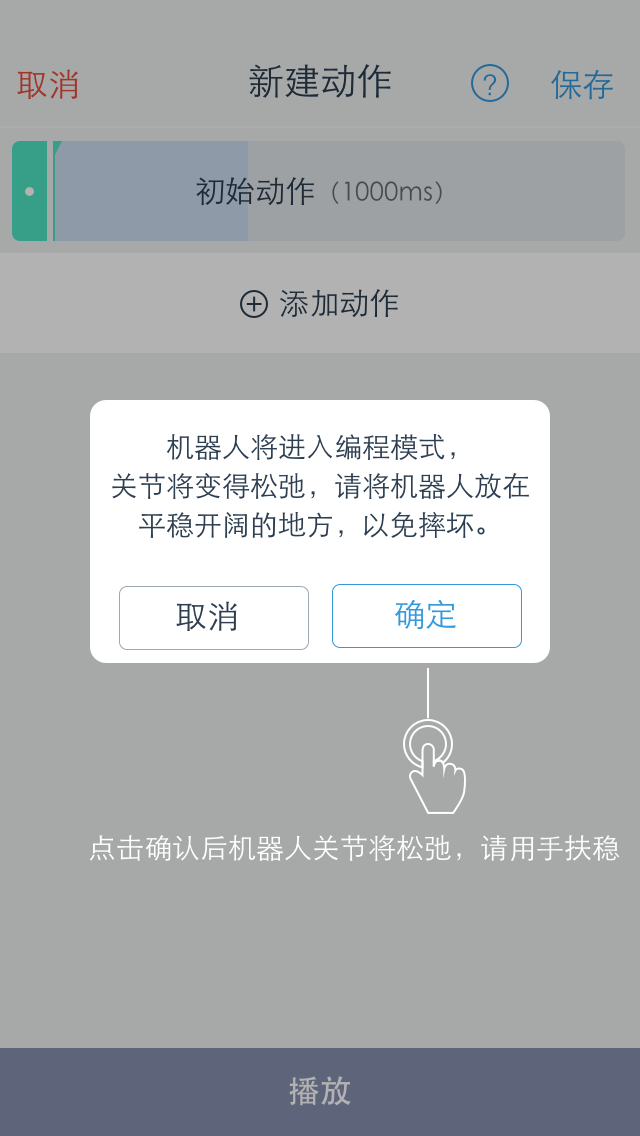 取消 新建动作 ? 保存
初始动作（1000ms）
添加动作
机器人将进入编程模式，
关节将变得松弛，请将机器人放在
平稳开阔的地方，以免摔坏。
取消 确定
点击确认后机器人关节将松弛，请用手扶稳
播放